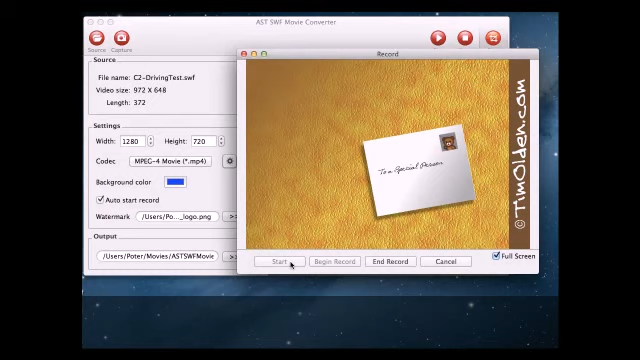 AST SWF Movie Converter
Source
Capture
Record
Source
File name: C2-DrivingTest.swf
Video size: 972 X 648
Length: 372
Settings
Width: 1280
Height: 720
Codec MPEG-4 Movie (*.mp4)
Background color
Auto start record
Watermark /Users/Po..._logo.png >>
Output
/Users/Poter/Movies/ASTSWFMovie >>
To a Special Person
© TimOlden.com
Start
Begin Record
End Record
Cancel
Full Screen